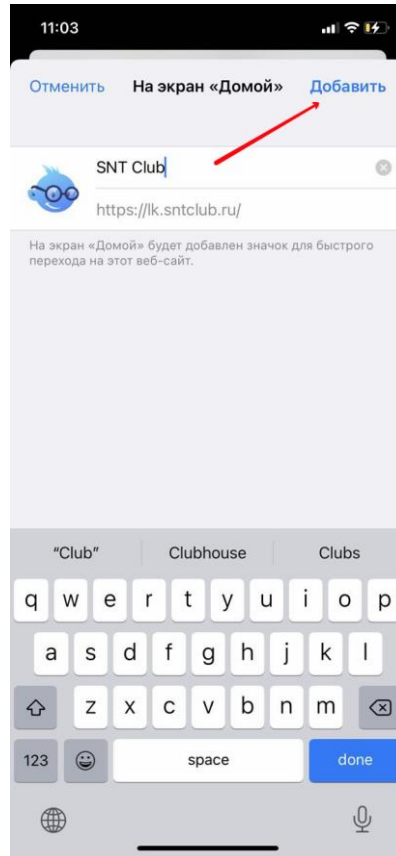 11:03
Отменить На экран «Домой» Добавить
SNT Club
https://lk.sntclub.ru/
На экран «Домой» будет добавлен значок для быстрого
перехода на этот веб-сайт.
"Club" Clubhouse Clubs
q w e r t y u i o p
a s d f g h j k l
z x c v b n m
123 space done